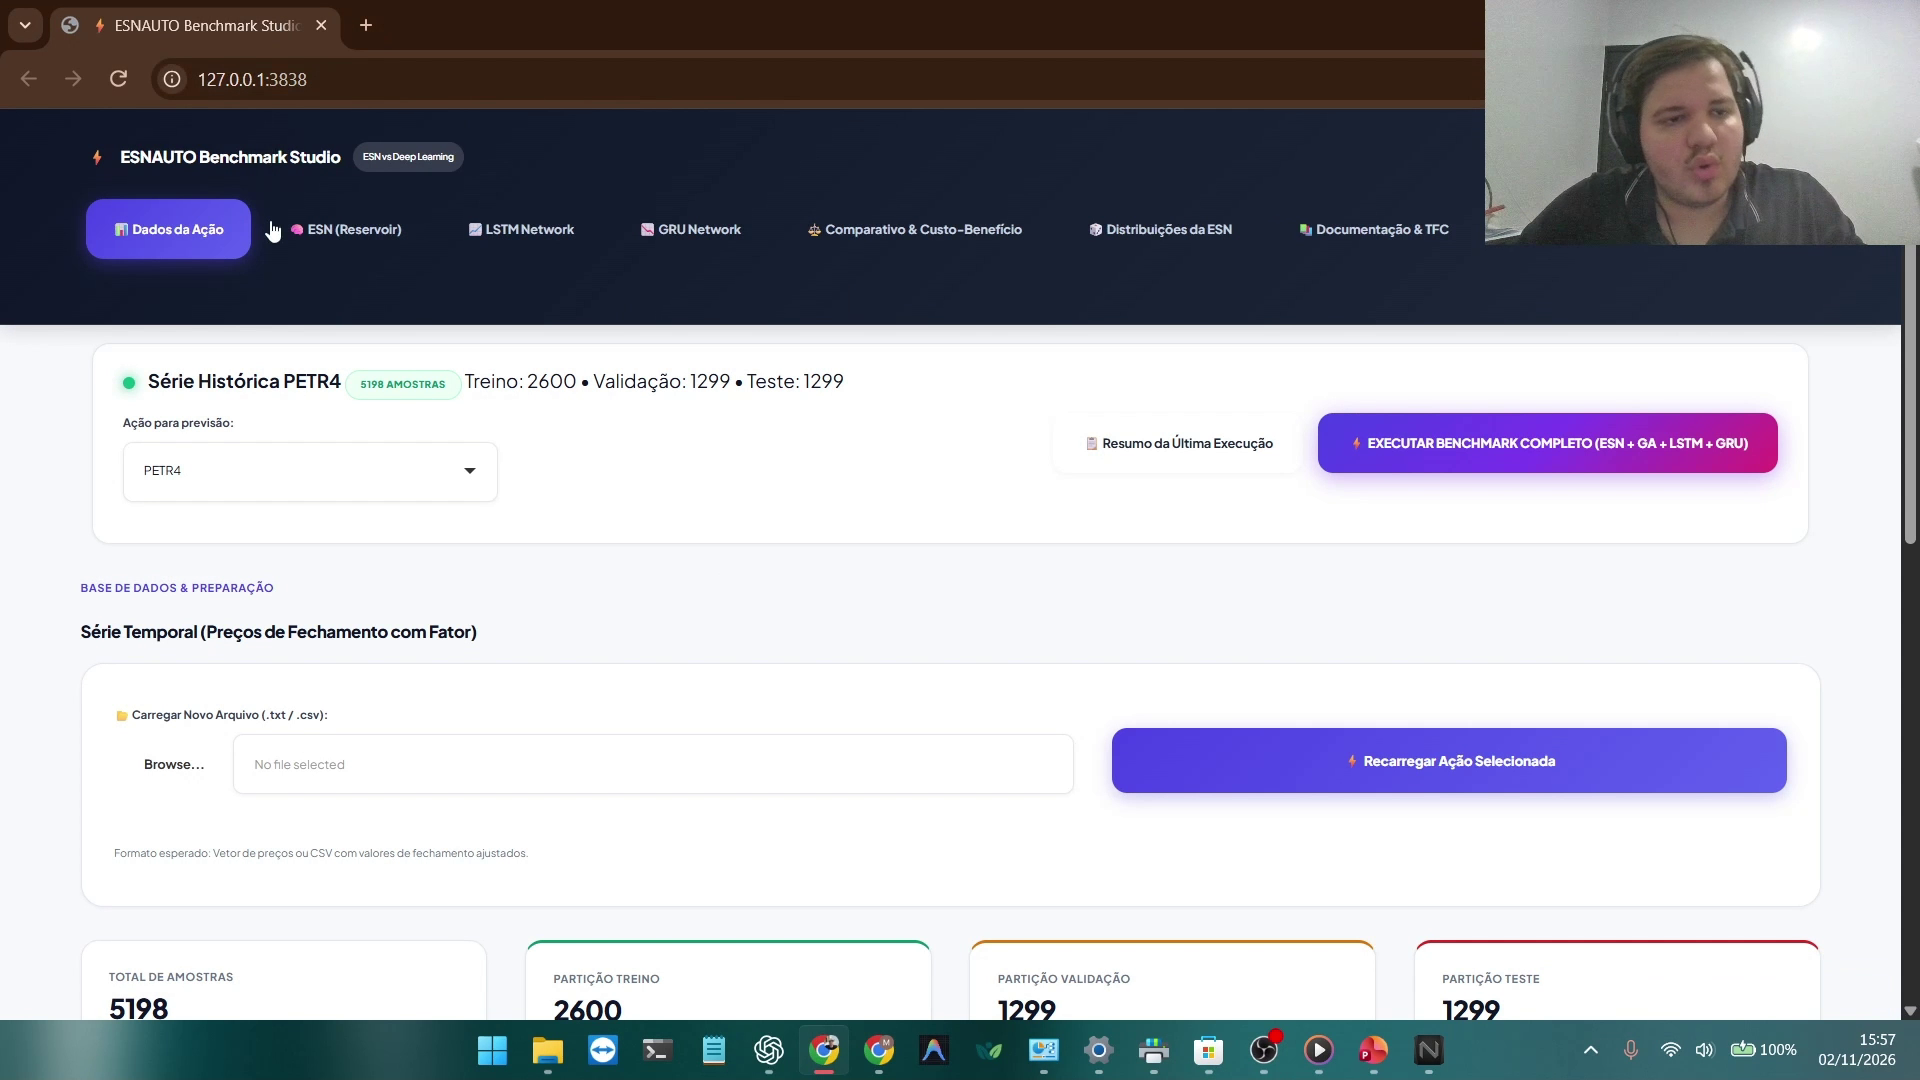 ESNAUTO Benchmark Studio
127.0.0.1:3838
ESNAUTO Benchmark Studio
ESN vs Deep Learning
Dados da Ação
ESN (Reservoir)
LSTM Network
GRU Network
Comparativo & Custo-Benefício
Distribuições da ESN
Documentação & TFC
Série Histórica PETR4 5198 AMOSTRAS Treino: 2600 • Validação: 1299 • Teste: 1299
Ação para previsão:
PETR4
Resumo da Última Execução
EXECUTAR BENCHMARK COMPLETO (ESN + GA + LSTM + GRU)
BASE DE DADOS & PREPARAÇÃO
Série Temporal (Preços de Fechamento com Fator)
Carregar Novo Arquivo (.txt / .csv):
Browse...
No file selected
Recarregar Ação Selecionada
Formato esperado: Vetor de preços ou CSV com valores de fechamento ajustados.
TOTAL DE AMOSTRAS
5198
PARTIÇÃO TREINO
2600
PARTIÇÃO VALIDAÇÃO
1299
PARTIÇÃO TESTE
1299
100%
15:57
02/11/2026